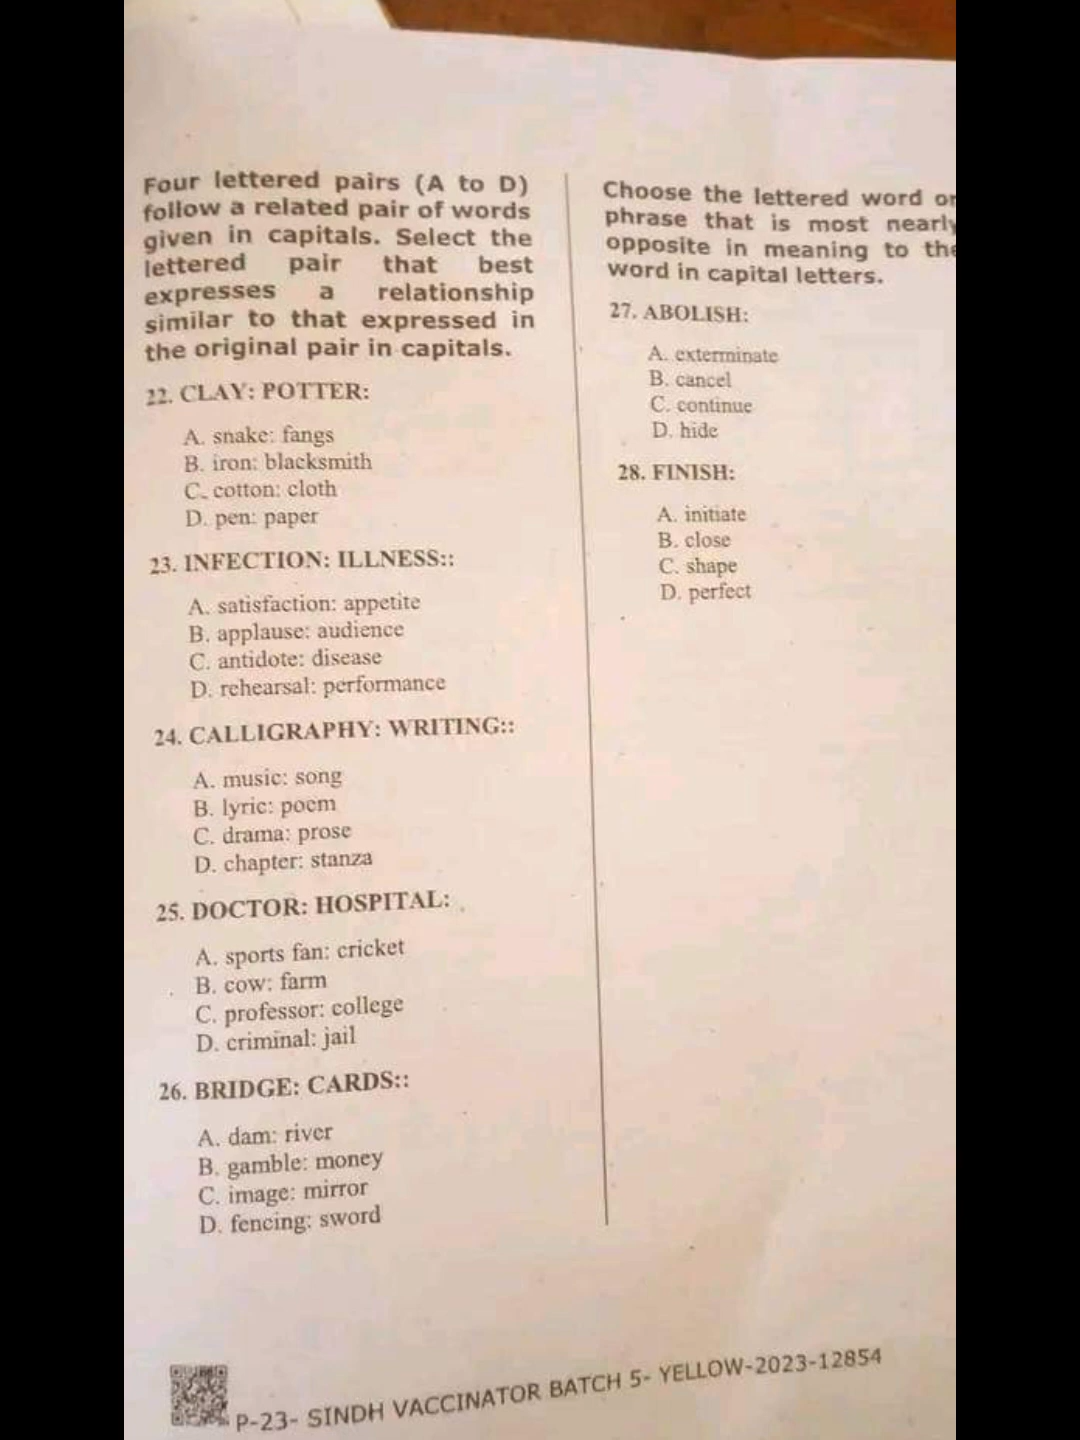 Four lettered pairs (A to D)
follow a related pair of words
given in capitals. Select the
lettered pair that best
expresses a relationship
similar to that expressed in
the original pair in capitals.
22. CLAY: POTTER:
A. snake: fangs
B. iron: blacksmith
C. cotton: cloth
D. pen: paper
23. INFECTION: ILLNESS::
A. satisfaction: appetite
B. applause: audience
C. antidote: disease
D. rehearsal: performance
24. CALLIGRAPHY: WRITING::
A. music: song
B. lyric: poem
C. drama: prose
D. chapter: stanza
25. DOCTOR: HOSPITAL:
A. sports fan: cricket
B. cow: farm
C. professor: college
D. criminal: jail
26. BRIDGE: CARDS::
A. dam: river
B. gamble: money
C. image: mirror
D. fencing: sword
Choose the lettered word or
phrase that is most nearly
opposite in meaning to the
word in capital letters.
27. ABOLISH:
A. exterminate
B. cancel
C. continue
D. hide
28. FINISH:
A. initiate
B. close
C. shape
D. perfect
P-23- SINDH VACCINATOR BATCH 5- YELLOW-2023-12854